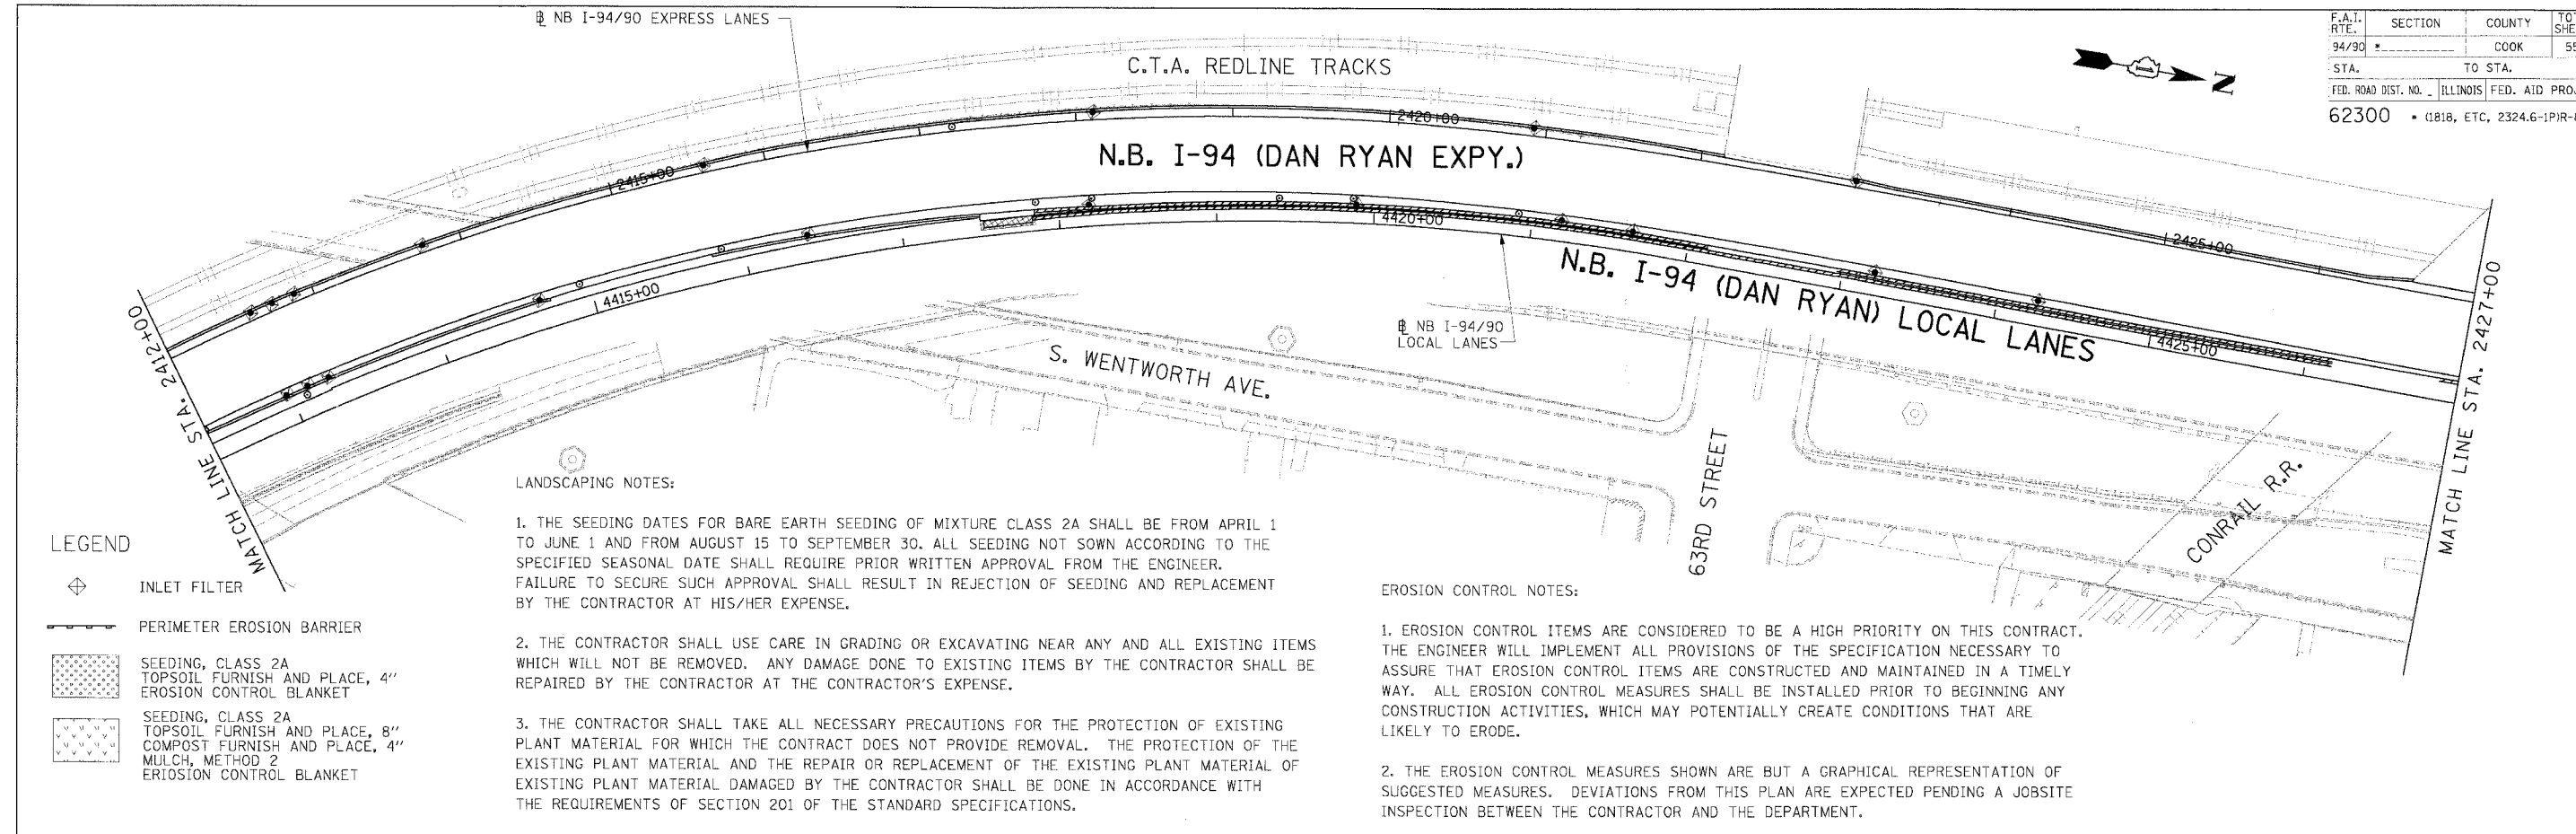 ℄ NB I-94/90 EXPRESS LANES
C.T.A. REDLINE TRACKS
N
F.A.I. RTE. SECTION COUNTY
94/90 * COOK
STA. TO STA.
FED. ROAD DIST. NO. _ ILLINOIS FED. AID
62300 * (1818, ETC, 2324.6-1P)R-
2415+00
2420+00
2425+00
N.B. I-94 (DAN RYAN EXPY.)
4415+00
4420+00
4425+00
N.B. I-94 (DAN RYAN) LOCAL LANES
℄ NB I-94/90
LOCAL LANES
MATCH LINE STA. 2412+00
MATCH LINE STA. 2427+00
S. WENTWORTH AVE.
63RD STREET
CONRAIL R.R.
LEGEND
INLET FILTER
PERIMETER EROSION BARRIER
SEEDING, CLASS 2A
TOPSOIL FURNISH AND PLACE, 4''
EROSION CONTROL BLANKET
SEEDING, CLASS 2A
TOPSOIL FURNISH AND PLACE, 8''
COMPOST FURNISH AND PLACE, 4''
MULCH, METHOD 2
ERIOSION CONTROL BLANKET
LANDSCAPING NOTES:
1. THE SEEDING DATES FOR BARE EARTH SEEDING OF MIXTURE CLASS 2A SHALL BE FROM APRIL 1
TO JUNE 1 AND FROM AUGUST 15 TO SEPTEMBER 30. ALL SEEDING NOT SOWN ACCORDING TO THE
SPECIFIED SEASONAL DATE SHALL REQUIRE PRIOR WRITTEN APPROVAL FROM THE ENGINEER.
FAILURE TO SECURE SUCH APPROVAL SHALL RESULT IN REJECTION OF SEEDING AND REPLACEMENT
BY THE CONTRACTOR AT HIS/HER EXPENSE.
2. THE CONTRACTOR SHALL USE CARE IN GRADING OR EXCAVATING NEAR ANY AND ALL EXISTING ITEMS
WHICH WILL NOT BE REMOVED. ANY DAMAGE DONE TO EXISTING ITEMS BY THE CONTRACTOR SHALL BE
REPAIRED BY THE CONTRACTOR AT THE CONTRACTOR'S EXPENSE.
3. THE CONTRACTOR SHALL TAKE ALL NECESSARY PRECAUTIONS FOR THE PROTECTION OF EXISTING
PLANT MATERIAL FOR WHICH THE CONTRACT DOES NOT PROVIDE REMOVAL. THE PROTECTION OF THE
EXISTING PLANT MATERIAL AND THE REPAIR OR REPLACEMENT OF THE EXISTING PLANT MATERIAL OF
EXISTING PLANT MATERIAL DAMAGED BY THE CONTRACTOR SHALL BE DONE IN ACCORDANCE WITH
THE REQUIREMENTS OF SECTION 201 OF THE STANDARD SPECIFICATIONS.
EROSION CONTROL NOTES:
1. EROSION CONTROL ITEMS ARE CONSIDERED TO BE A HIGH PRIORITY ON THIS CONTRACT.
THE ENGINEER WILL IMPLEMENT ALL PROVISIONS OF THE SPECIFICATION NECESSARY TO
ASSURE THAT EROSION CONTROL ITEMS ARE CONSTRUCTED AND MAINTAINED IN A TIMELY
WAY. ALL EROSION CONTROL MEASURES SHALL BE INSTALLED PRIOR TO BEGINNING ANY
CONSTRUCTION ACTIVITIES, WHICH MAY POTENTIALLY CREATE CONDITIONS THAT ARE
LIKELY TO ERODE.
2. THE EROSION CONTROL MEASURES SHOWN ARE BUT A GRAPHICAL REPRESENTATION OF
SUGGESTED MEASURES. DEVIATIONS FROM THIS PLAN ARE EXPECTED PENDING A JOBSITE
INSPECTION BETWEEN THE CONTRACTOR AND THE DEPARTMENT.